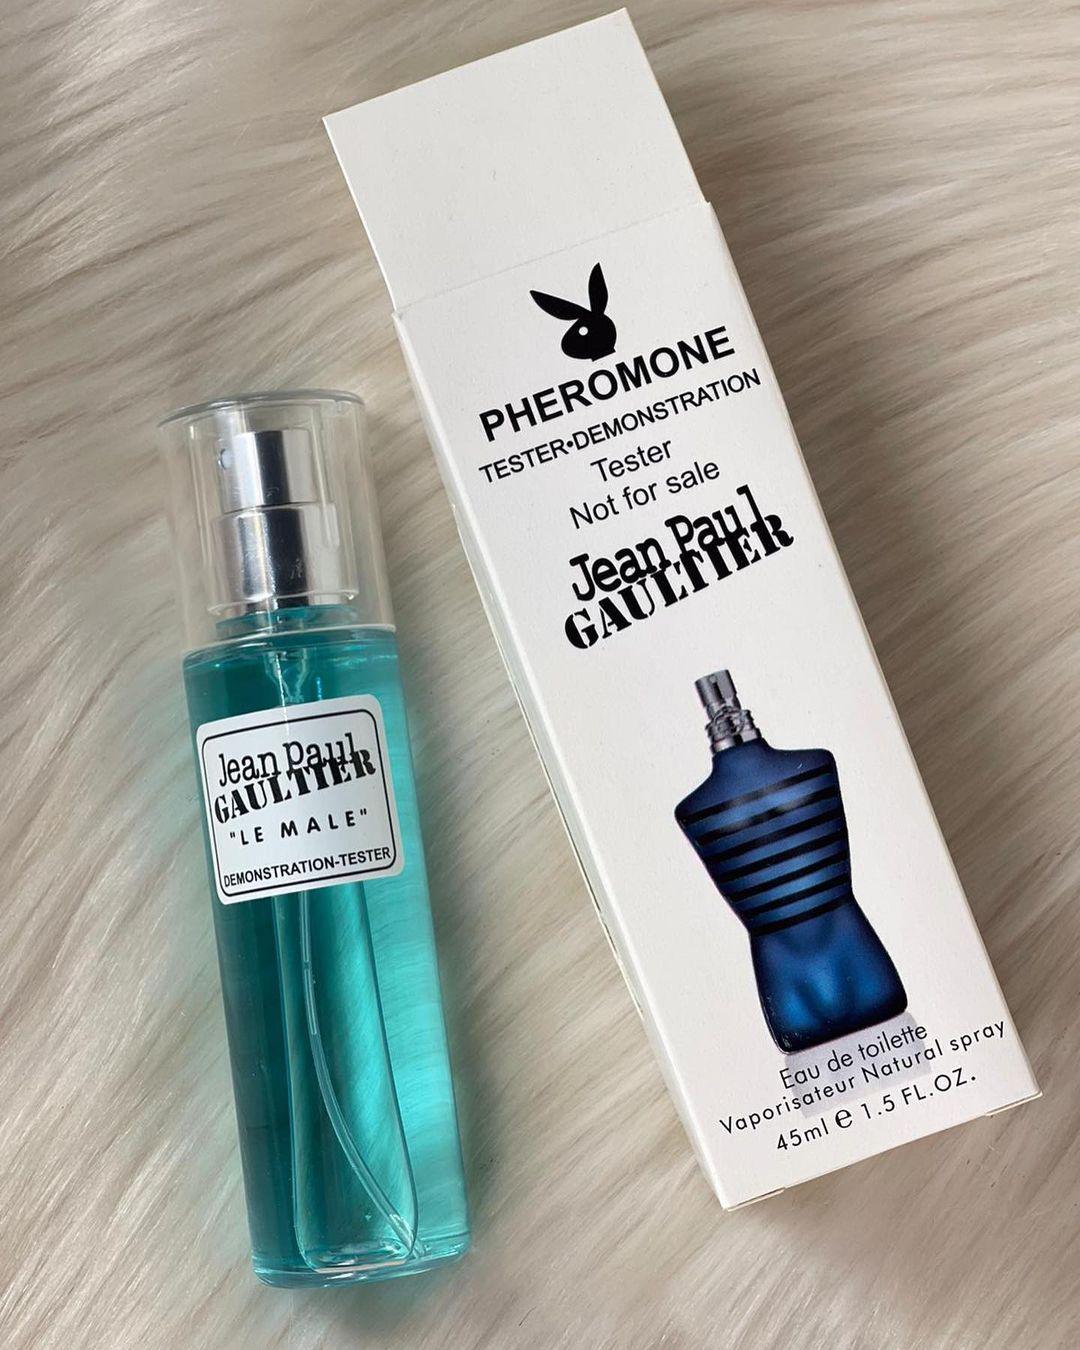 PHEROMONE
TESTER•DEMONSTRATION
Tester
Not for sale
Jean Paul
GAULTIER
Eau de toilette
Vaporisateur Natural spray
45ml ℮ 1.5 FL.OZ.
Jean Paul
GAULTIER
"LE MALE"
DEMONSTRATION-TESTER